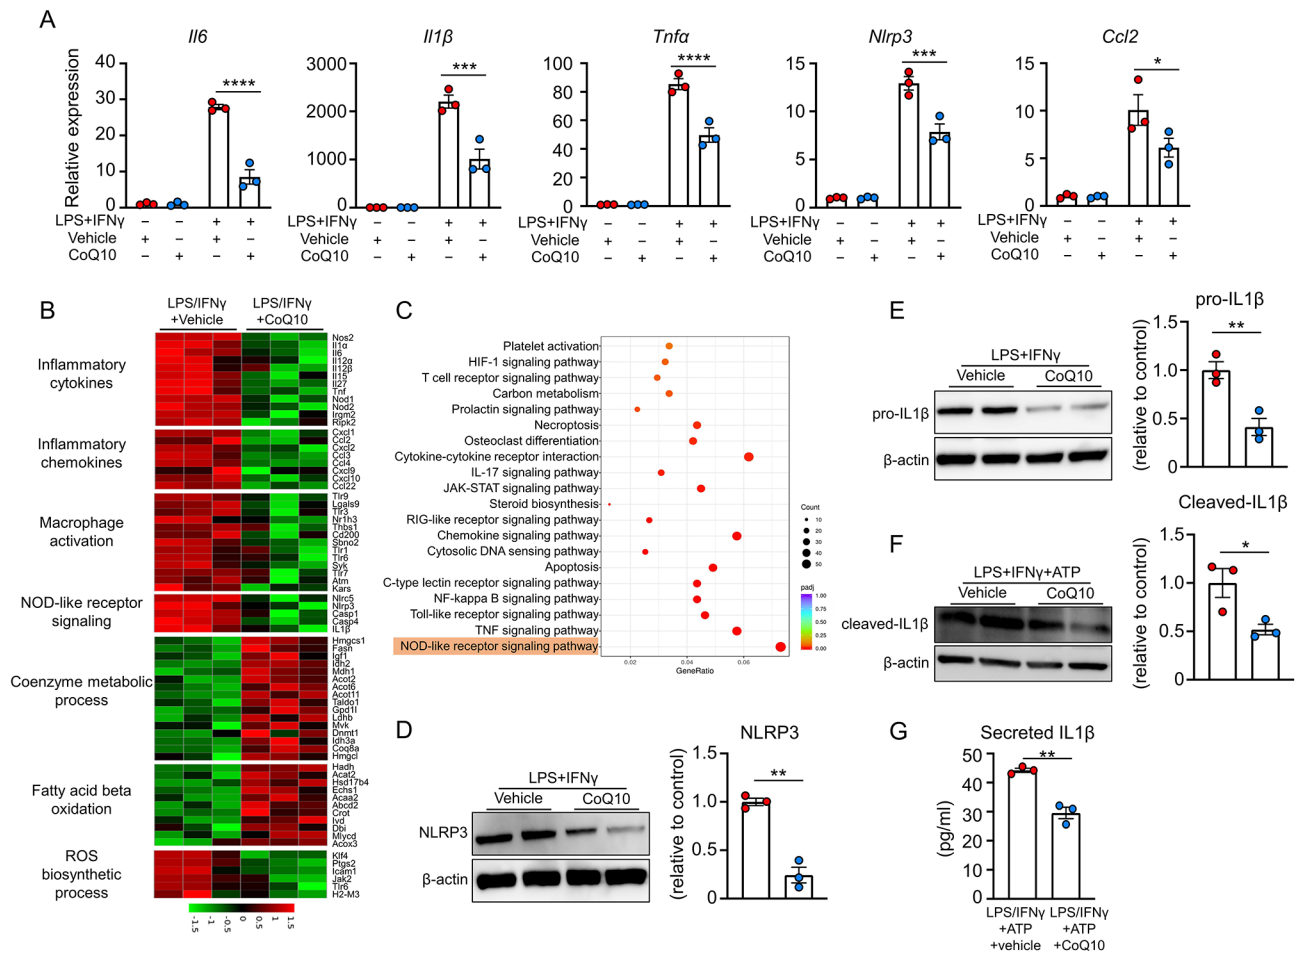 A
Il6
Il1β
Tnfα
Nlrp3
Ccl2
Relative expression
40
30
20
10
0
****
3000
2000
1000
0
***
100
80
60
40
20
0
****
15
10
5
0
***
15
10
5
0
*
LPS+IFNγ – – + +
Vehicle + – + –
CoQ10 – + – +
LPS+IFNγ – – + +
Vehicle + – + –
CoQ10 – + – +
LPS+IFNγ – – + +
Vehicle + – + –
CoQ10 – + – +
LPS+IFNγ – – + +
Vehicle + – + –
CoQ10 – + – +
LPS+IFNγ – – + +
Vehicle + – + –
CoQ10 – + – +
B
LPS/IFNγ
+Vehicle
LPS/IFNγ
+CoQ10
Inflammatory
cytokines
Nos2
Il1α
Il6
Il12α
Il12β
Il15
Il27
Tnf
Nod1
Nod2
Irgm2
Ripk2
Inflammatory
chemokines
Cxcl1
Ccl2
Cxcl2
Ccl3
Ccl4
Cxcl9
Cxcl10
Ccl22
Macrophage
activation
Tlr9
Lgals9
Tlr3
Nr1h3
Thbs1
Cd200
Sbno2
Tlr1
Tlr6
Syk
Tlr7
Atm
Kars
NOD-like receptor
signaling
Nlrc5
Nlrp3
Casp1
Casp4
IL1β
Coenzyme metabolic
process
Hmgcs1
Fasn
Igf1
Idh2
Mdh1
Acot2
Acot6
Acot11
Taldo1
Gpd1l
Ldhb
Mvk
Dnmt1
Idh3a
Coq8a
Hmgcl
Fatty acid beta
oxidation
Hadh
Acat2
Hsd17b4
Echs1
Acaa2
Abcd2
Crot
Ivd
Dbi
Mlycd
Acox3
ROS
biosynthetic
process
Klf4
Ptgs2
Icam1
Jak2
Tlr6
H2-M3
-1.5
-1
-0.5
0
0.5
1
1.5
C
Platelet activation
HIF-1 signaling pathway
T cell receptor signaling pathway
Carbon metabolism
Prolactin signaling pathway
Necroptosis
Osteoclast differentiation
Cytokine-cytokine receptor interaction
IL-17 signaling pathway
JAK-STAT signaling pathway
Steroid biosynthesis
RIG-like receptor signaling pathway
Chemokine signaling pathway
Cytosolic DNA sensing pathway
Apoptosis
C-type lectin receptor signaling pathway
NF-kappa B signaling pathway
Toll-like receptor signaling pathway
TNF signaling pathway
NOD-like receptor signaling pathway
0.02 0.04 0.06
GeneRatio
Count
10
20
30
40
50
padj
1.00
0.75
0.50
0.25
0.00
D
LPS+IFNγ
Vehicle CoQ10
NLRP3
β-actin
NLRP3
(relative to control)
1.5
1.0
0.5
0
**
E
LPS+IFNγ
Vehicle CoQ10
pro-IL1β
β-actin
pro-IL1β
(relative to control)
1.5
1.0
0.5
0
**
F
LPS+IFNγ+ATP
Vehicle CoQ10
cleaved-IL1β
β-actin
Cleaved-IL1β
(relative to control)
1.5
1.0
0.5
0
*
G
Secreted IL1β
(pg/ml)
50
40
30
20
10
0
**
LPS/IFNγ
+ATP
+vehicle
LPS/IFNγ
+ATP
+CoQ10